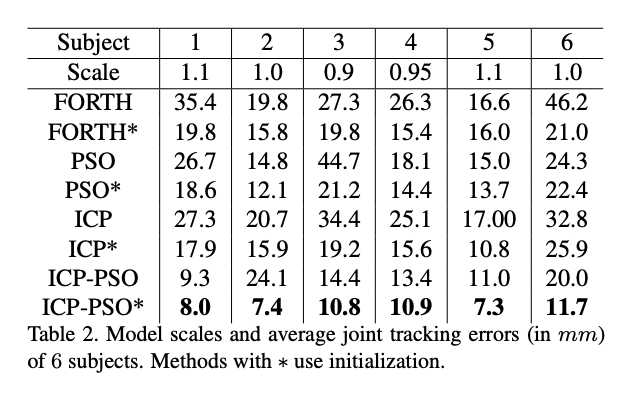 Subject 1 2 3 4 5 6
Scale 1.1 1.0 0.9 0.95 1.1 1.0
FORTH 35.4 19.8 27.3 26.3 16.6 46.2
FORTH* 19.8 15.8 19.8 15.4 16.0 21.0
PSO 26.7 14.8 44.7 18.1 15.0 24.3
PSO* 18.6 12.1 21.2 14.4 13.7 22.4
ICP 27.3 20.7 34.4 25.1 17.00 32.8
ICP* 17.9 15.9 19.2 15.6 10.8 25.9
ICP-PSO 9.3 24.1 14.4 13.4 11.0 20.0
ICP-PSO* 8.0 7.4 10.8 10.9 7.3 11.7
Table 2. Model scales and average joint tracking errors (in mm)
of 6 subjects. Methods with * use initialization.